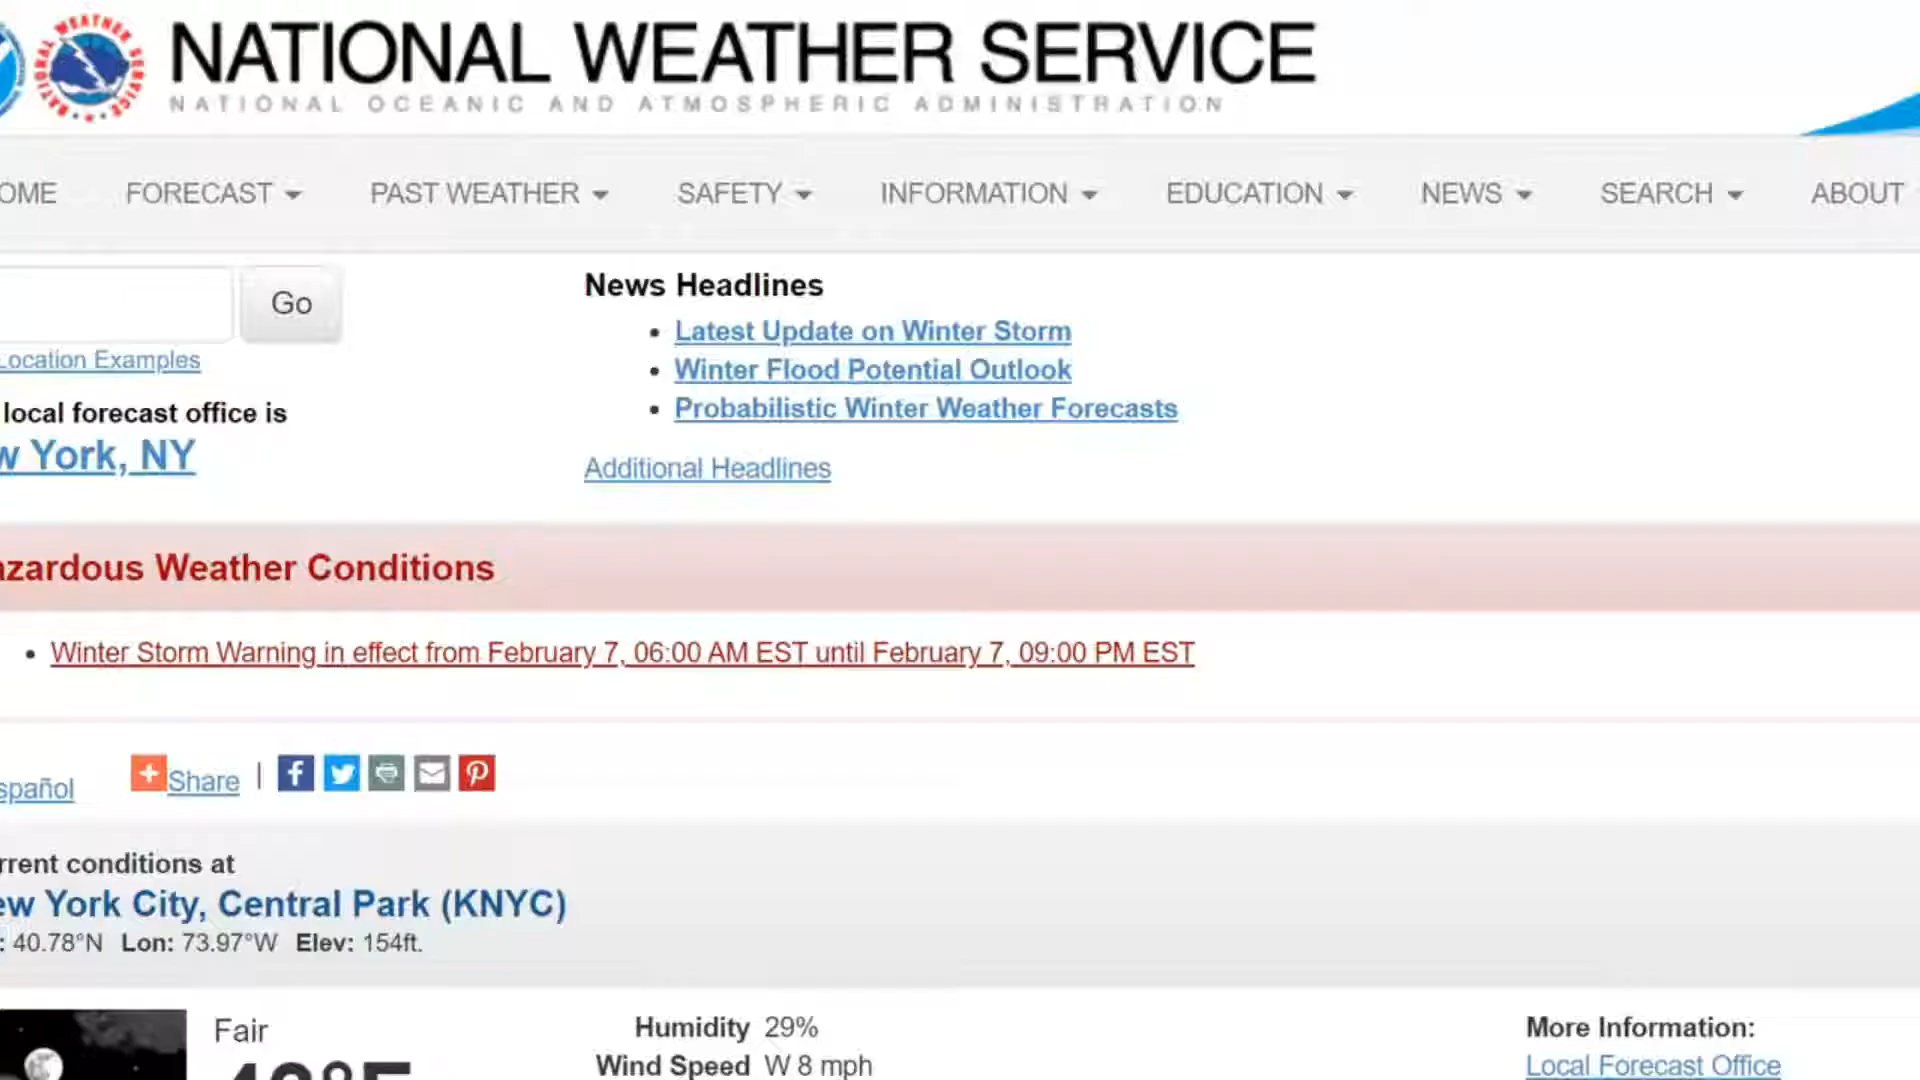 NATIONAL WEATHER SERVICE
NATIONAL OCEANIC AND ATMOSPHERIC ADMINISTRATION
OME FORECAST PAST WEATHER SAFETY INFORMATION EDUCATION NEWS SEARCH ABOUT
Go
Location Examples
local forecast office is
w York, NY
News Headlines
Latest Update on Winter Storm
Winter Flood Potential Outlook
Probabilistic Winter Weather Forecasts
Additional Headlines
azardous Weather Conditions
Winter Storm Warning in effect from February 7, 06:00 AM EST until February 7, 09:00 PM EST
spañol Share |
rrent conditions at
ew York City, Central Park (KNYC)
: 40.78°N Lon: 73.97°W Elev: 154ft.
Fair
Humidity 29%
Wind Speed W 8 mph
More Information:
Local Forecast Office